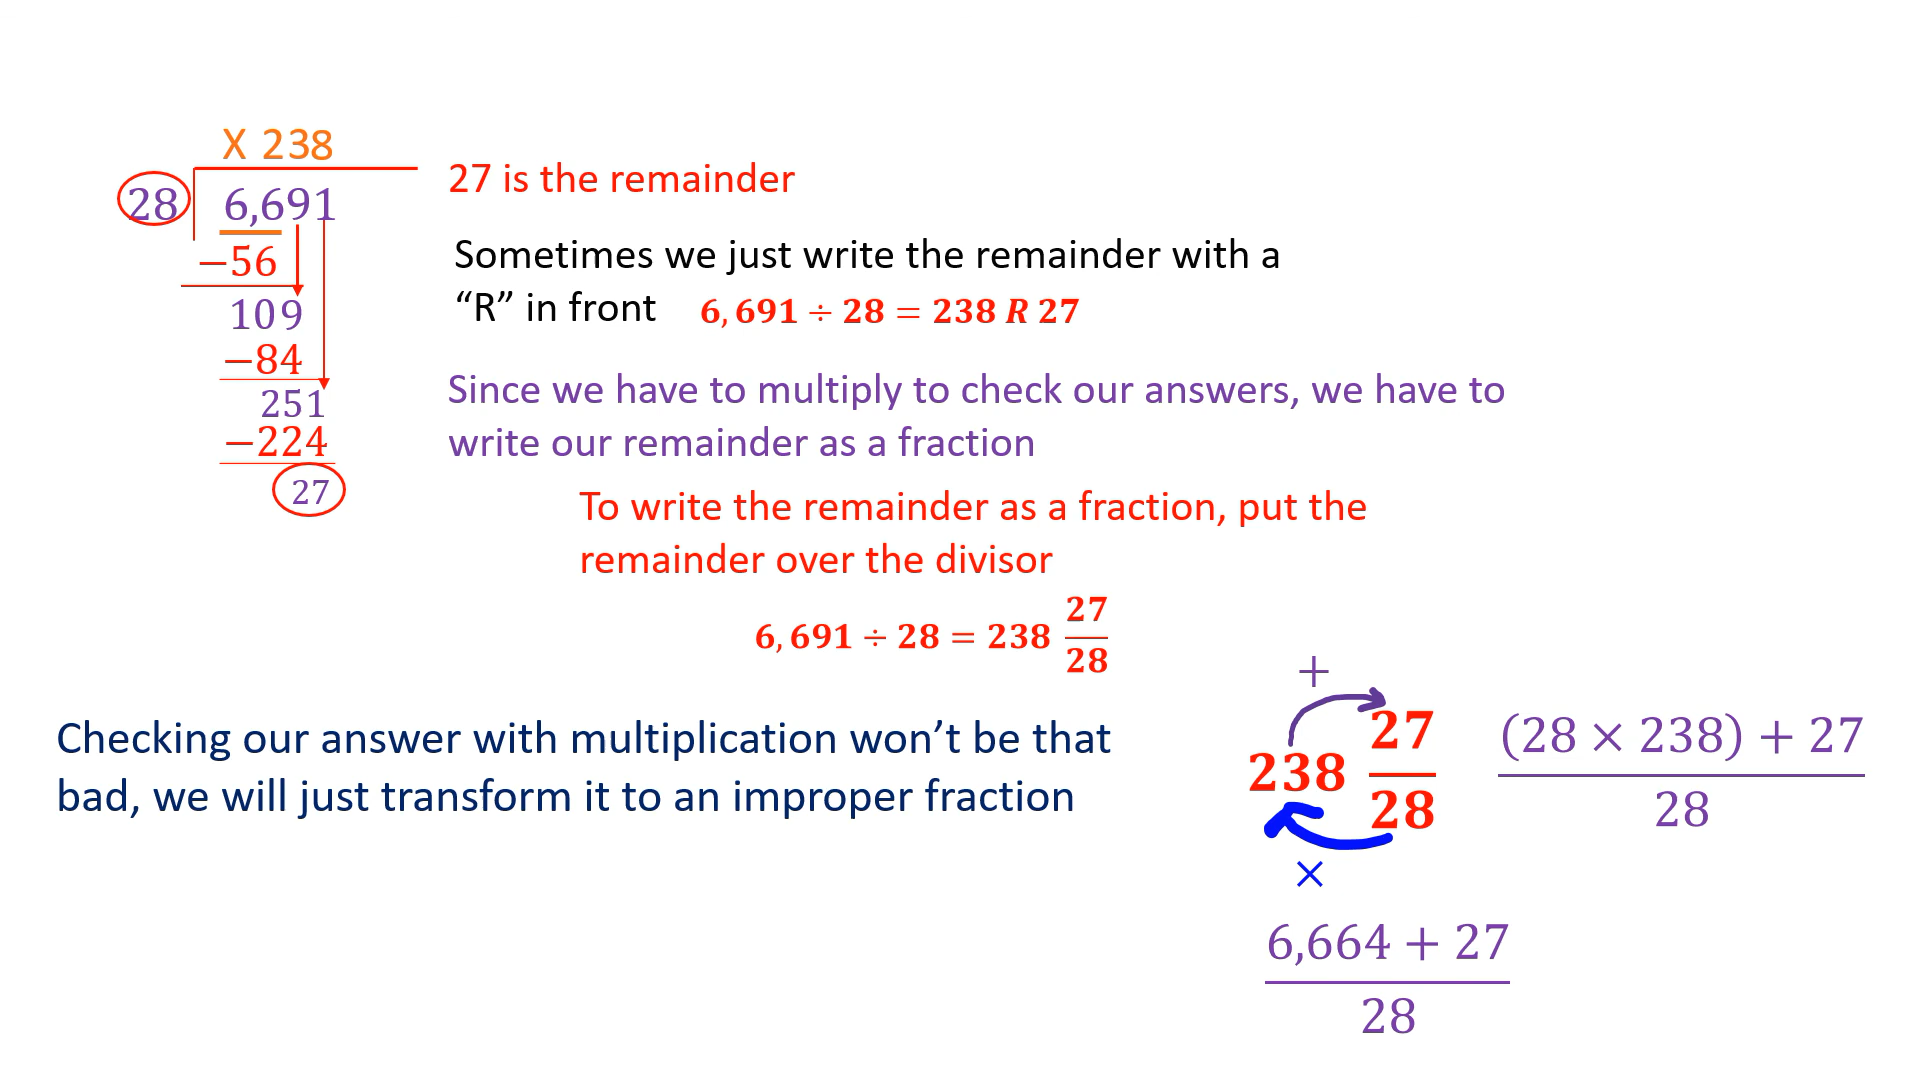 X 238
28 6,691
−56
109
−84
251
−224
27
27 is the remainder
Sometimes we just write the remainder with a
“R” in front 6,691 ÷ 28 = 238 R 27
Since we have to multiply to check our answers, we have to
write our remainder as a fraction
To write the remainder as a fraction, put the
remainder over the divisor
6,691 ÷ 28 = 238 27/28
Checking our answer with multiplication won’t be that
bad, we will just transform it to an improper fraction
+
238 27/28
×
(28 × 238) + 27
28
6,664 + 27
28